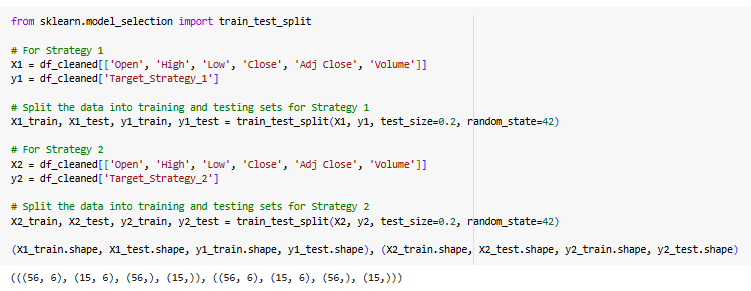 from sklearn.model_selection import train_test_split
# For Strategy 1
X1 = df_cleaned[['Open', 'High', 'Low', 'Close', 'Adj Close', 'Volume']]
y1 = df_cleaned['Target_Strategy_1']
# Split the data into training and testing sets for Strategy 1
X1_train, X1_test, y1_train, y1_test = train_test_split(X1, y1, test_size=0.2, random_state=42)
# For Strategy 2
X2 = df_cleaned[['Open', 'High', 'Low', 'Close', 'Adj Close', 'Volume']]
y2 = df_cleaned['Target_Strategy_2']
# Split the data into training and testing sets for Strategy 2
X2_train, X2_test, y2_train, y2_test = train_test_split(X2, y2, test_size=0.2, random_state=42)
(X1_train.shape, X1_test.shape, y1_train.shape, y1_test.shape), (X2_train.shape, X2_test.shape, y2_train.shape, y2_test.shape)
(((56, 6), (15, 6), (56,), (15,)), ((56, 6), (15, 6), (56,), (15,)))